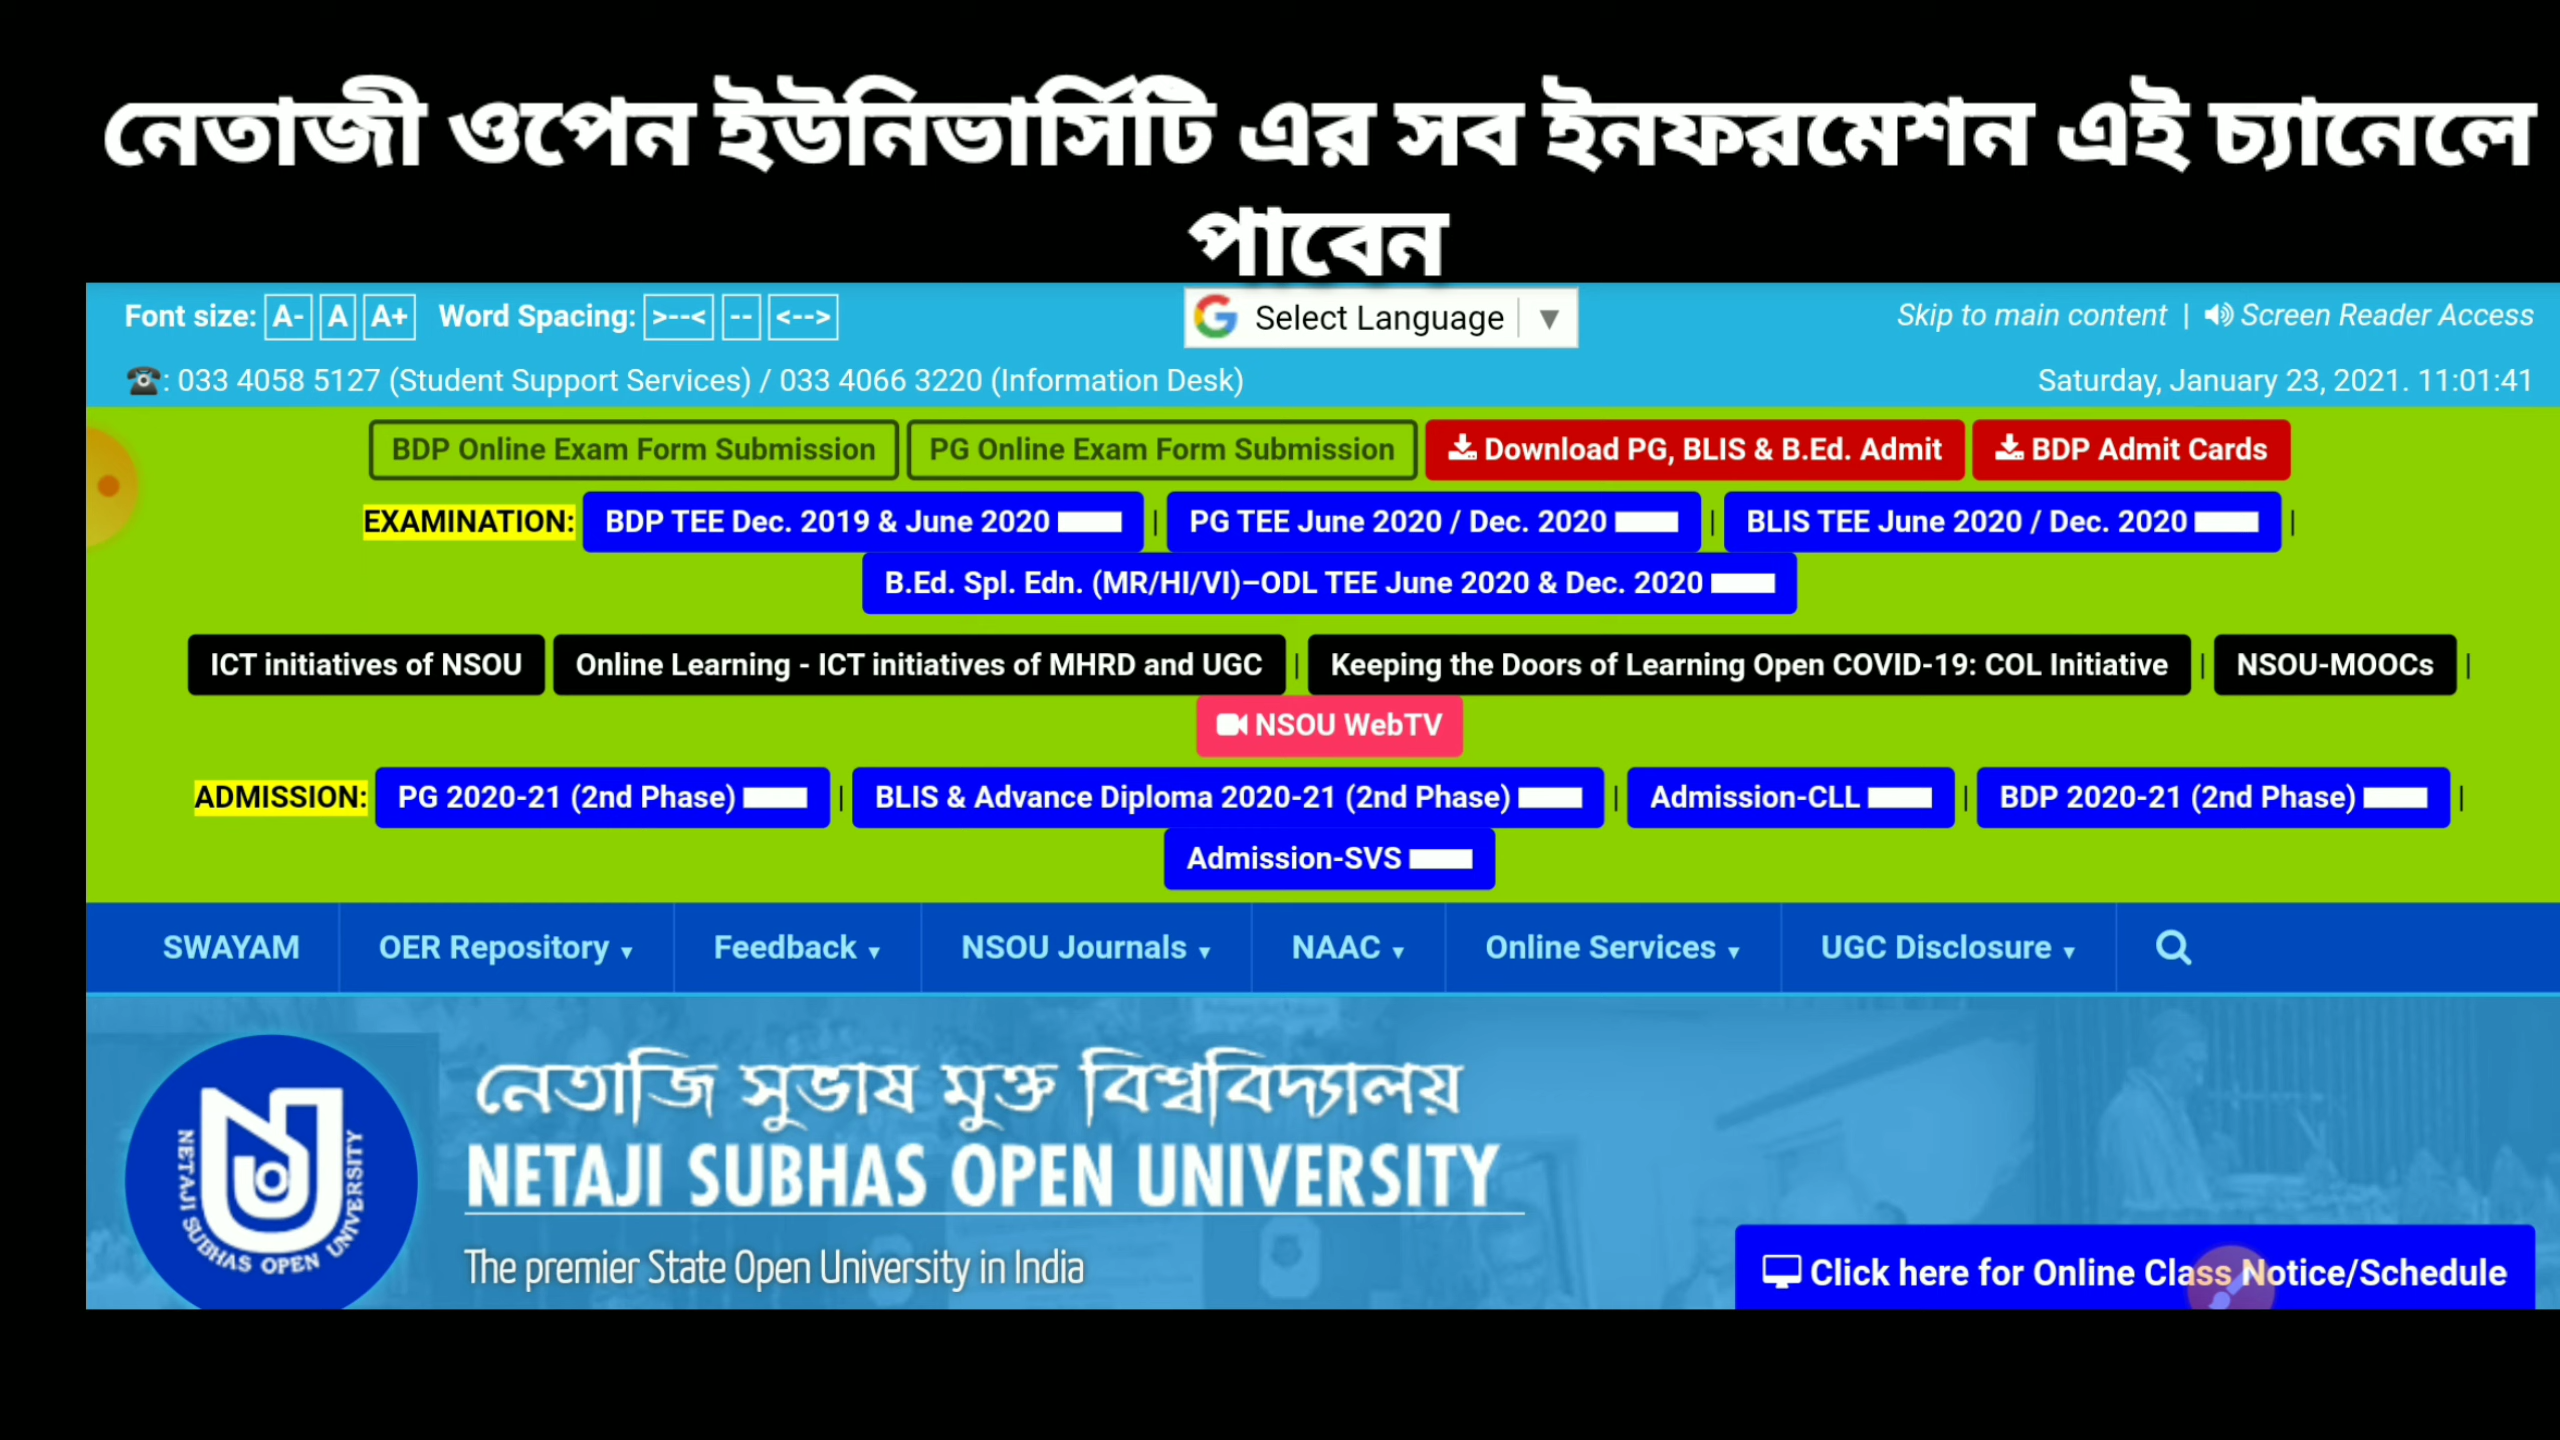 নেতাজী ওপেন ইউনিভার্সিটি এর সব ইনফরমেশন এই চ্যানেলে
পাবেন
Font size: A- A A+ Word Spacing: >--< -- <--> Select Language ▼ Skip to main content | Screen Reader Access
: 033 4058 5127 (Student Support Services) / 033 4066 3220 (Information Desk) Saturday, January 23, 2021. 11:01:41
BDP Online Exam Form Submission PG Online Exam Form Submission Download PG, BLIS & B.Ed. Admit BDP Admit Cards
EXAMINATION: BDP TEE Dec. 2019 & June 2020 | PG TEE June 2020 / Dec. 2020 | BLIS TEE June 2020 / Dec. 2020 |
B.Ed. Spl. Edn. (MR/HI/VI)–ODL TEE June 2020 & Dec. 2020
ICT initiatives of NSOU Online Learning - ICT initiatives of MHRD and UGC | Keeping the Doors of Learning Open COVID-19: COL Initiative | NSOU-MOOCs |
NSOU WebTV
ADMISSION: PG 2020-21 (2nd Phase) | BLIS & Advance Diploma 2020-21 (2nd Phase) | Admission-CLL | BDP 2020-21 (2nd Phase) |
Admission-SVS
SWAYAM OER Repository ▾ Feedback ▾ NSOU Journals ▾ NAAC ▾ Online Services ▾ UGC Disclosure ▾
নেতাজি সুভাষ মুক্ত বিশ্ববিদ্যালয়
NETAJI SUBHAS OPEN UNIVERSITY
The premier State Open University in India
NETAJI SUBHAS OPEN UNIVERSITY
Click here for Online Class Notice/Schedule